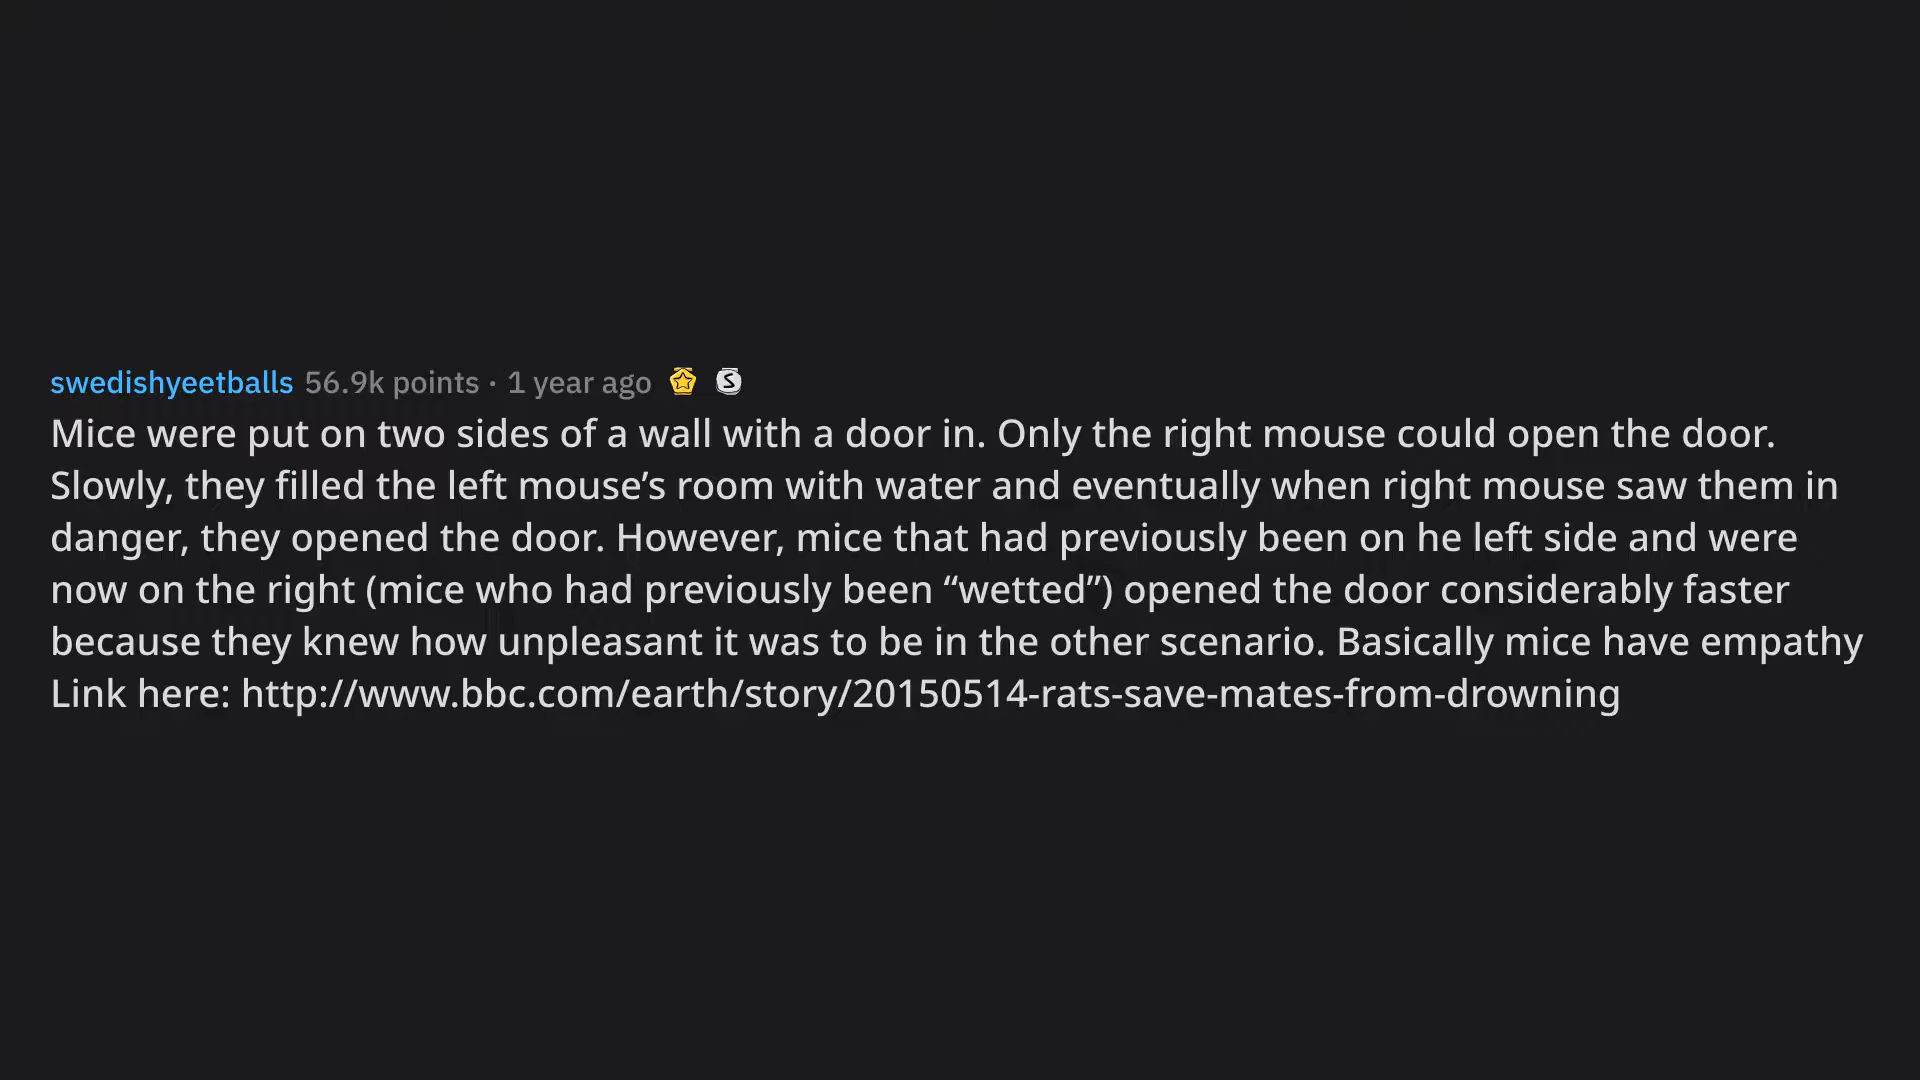 swedishyeetballs 56.9k points · 1 year ago
Mice were put on two sides of a wall with a door in. Only the right mouse could open the door.
Slowly, they filled the left mouse’s room with water and eventually when right mouse saw them in
danger, they opened the door. However, mice that had previously been on he left side and were
now on the right (mice who had previously been “wetted”) opened the door considerably faster
because they knew how unpleasant it was to be in the other scenario. Basically mice have empathy
Link here: http://www.bbc.com/earth/story/20150514-rats-save-mates-from-drowning